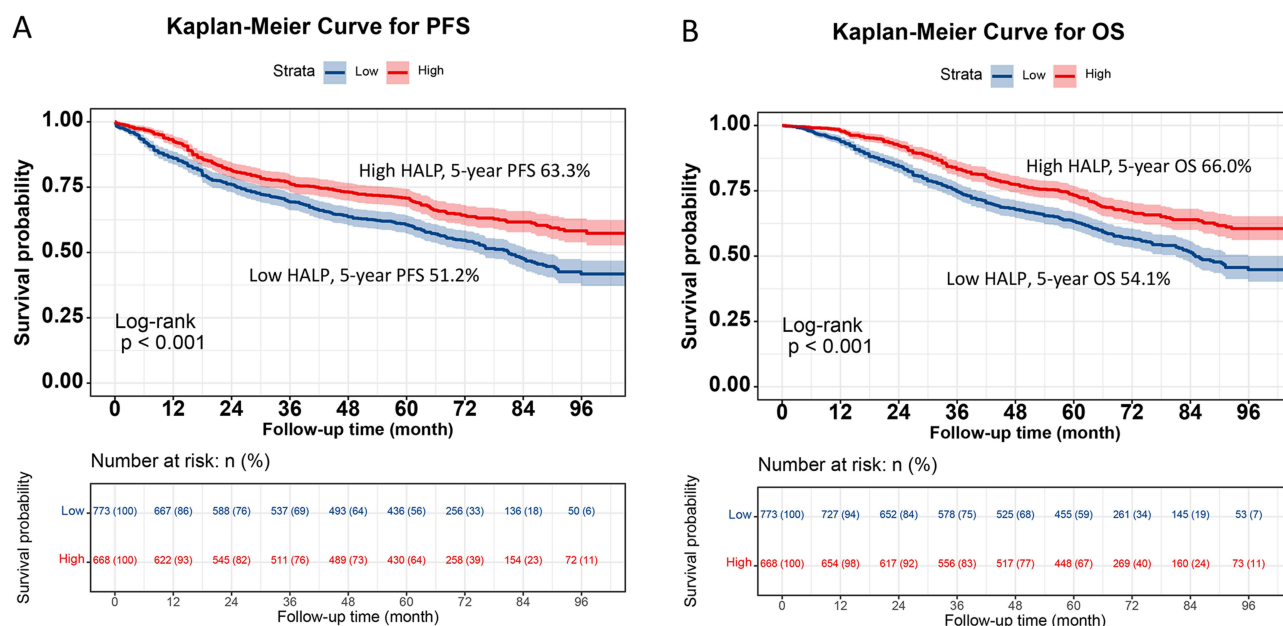 A
Kaplan-Meier Curve for PFS
Strata Low High
Survival probability
1.00
0.75
0.50
0.25
0.00
High HALP, 5-year PFS 63.3%
Low HALP, 5-year PFS 51.2%
Log-rank
p < 0.001
0 12 24 36 48 60 72 84 96
Follow-up time (month)
Number at risk: n (%)
Survival probability
Low 773 (100) 667 (86) 588 (76) 537 (69) 493 (64) 436 (56) 256 (33) 136 (18) 50 (6)
High 668 (100) 622 (93) 545 (82) 511 (76) 489 (73) 430 (64) 258 (39) 154 (23) 72 (11)
0 12 24 36 48 60 72 84 96
Follow-up time (month)
B
Kaplan-Meier Curve for OS
Strata Low High
Survival probability
1.00
0.75
0.50
0.25
0.00
High HALP, 5-year OS 66.0%
Low HALP, 5-year OS 54.1%
Log-rank
p < 0.001
0 12 24 36 48 60 72 84 96
Follow-up time (month)
Number at risk: n (%)
Survival probability
Low 773 (100) 727 (94) 652 (84) 578 (75) 525 (68) 455 (59) 261 (34) 145 (19) 53 (7)
High 668 (100) 654 (98) 617 (92) 556 (83) 517 (77) 448 (67) 269 (40) 160 (24) 73 (11)
0 12 24 36 48 60 72 84 96
Follow-up time (month)